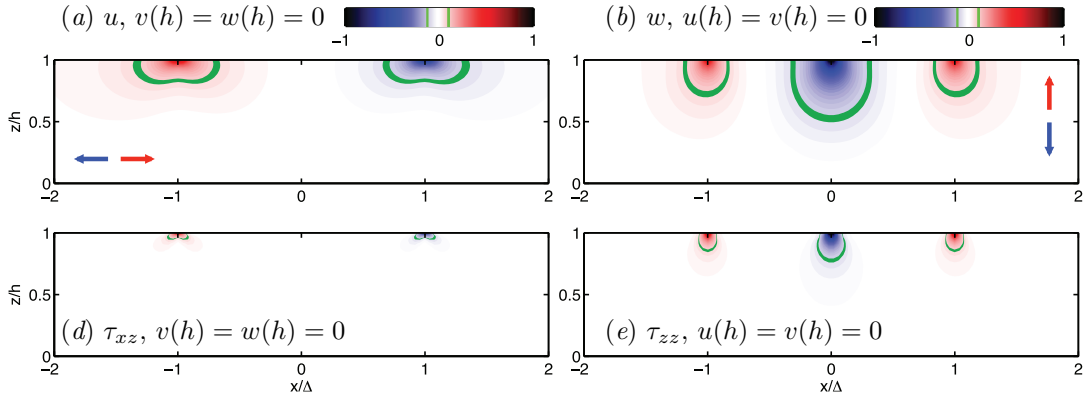 (a) u, v(h) = w(h) = 0
−1 0 1
(b) w, u(h) = v(h) = 0
−1 0 1
z/h
1
0.5
0
−2 −1 0 1 2
1
0.5
0
−2 −1 0 1 2
x/Δ
z/h
1
0.5
0
(d) τxz, v(h) = w(h) = 0
−2 −1 0 1 2
x/Δ
1
0.5
0
(e) τzz, u(h) = v(h) = 0
−2 −1 0 1 2
x/Δ